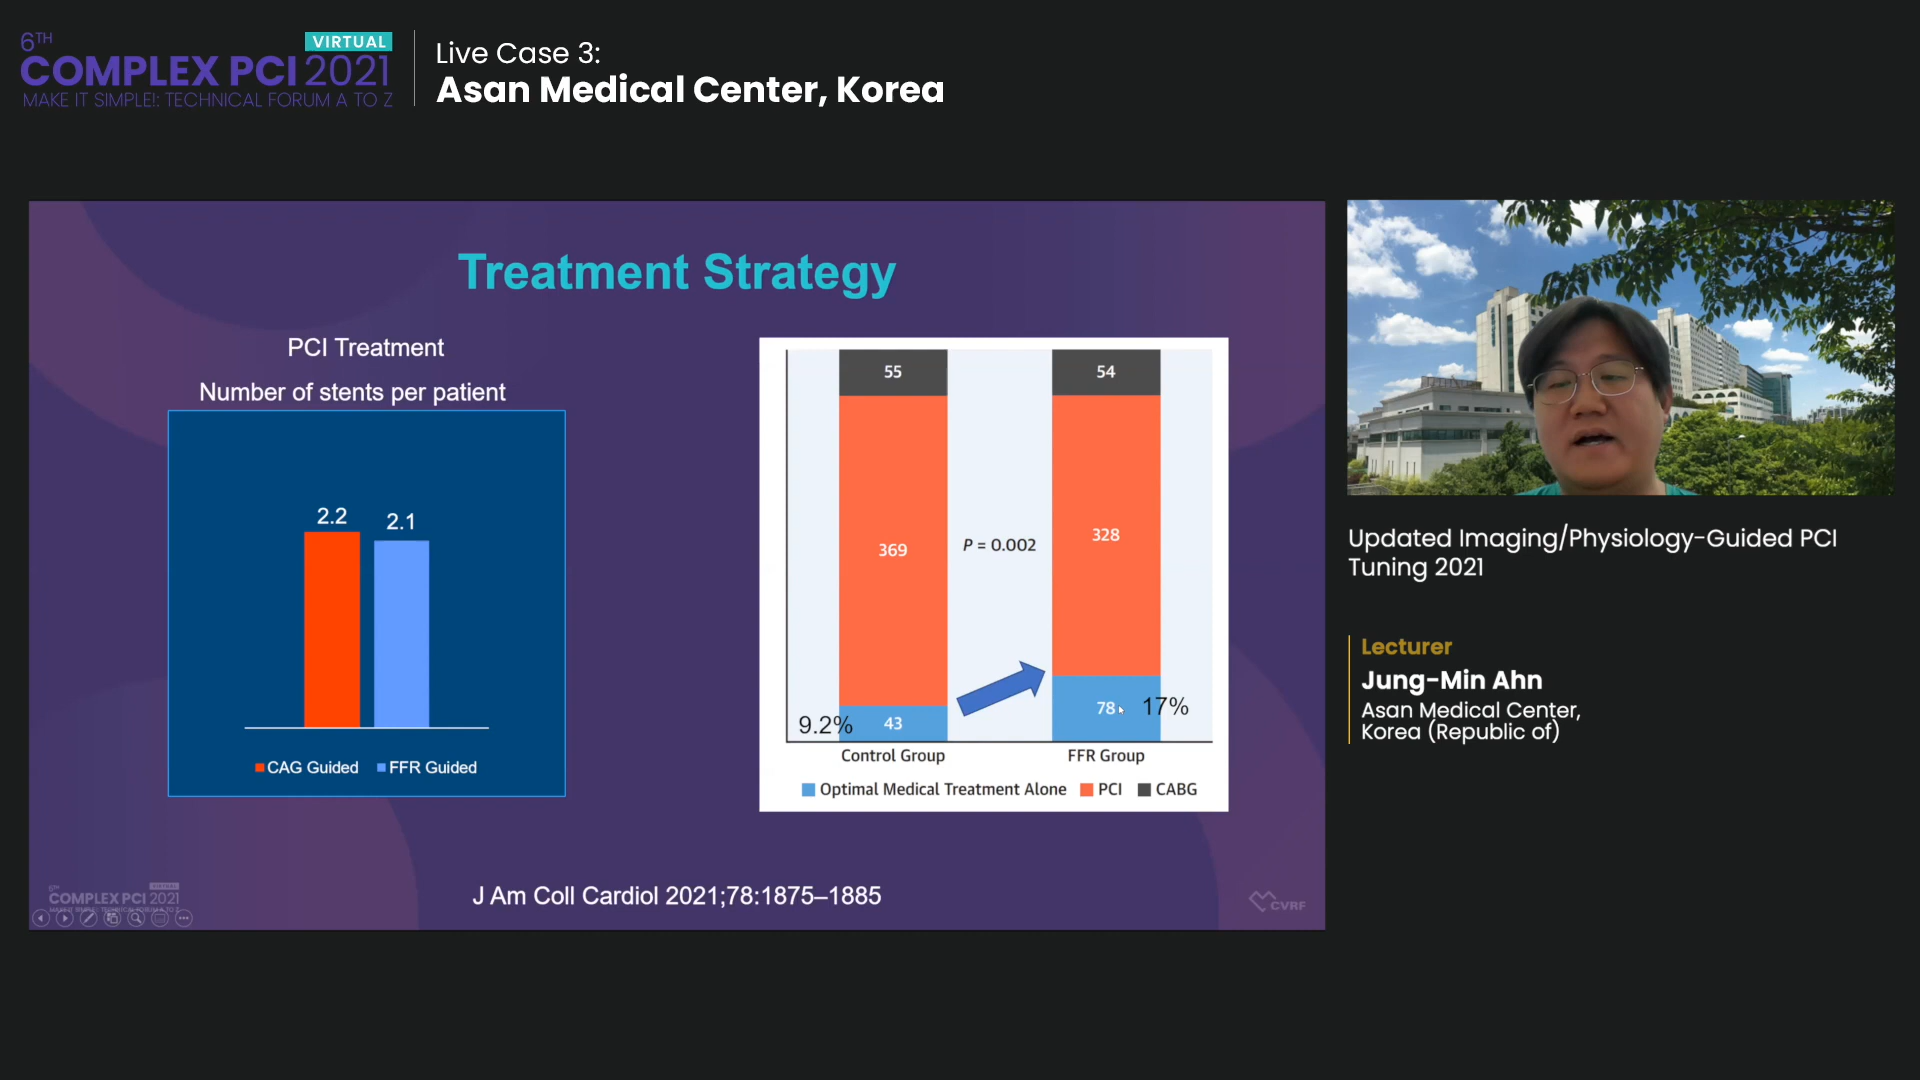 6TH
VIRTUAL
COMPLEX PCI 2021
MAKE IT SIMPLE!: TECHNICAL FORUM A TO Z
Live Case 3:
Asan Medical Center, Korea
Treatment Strategy
PCI Treatment
Number of stents per patient
2.2
2.1
CAG Guided
FFR Guided
55
54
369
P = 0.002
328
9.2%
43
78
17%
Control Group
FFR Group
Optimal Medical Treatment Alone
PCI
CABG
J Am Coll Cardiol 2021;78:1875–1885
COMPLEX PCI 2021
CVRF
Updated Imaging/Physiology-Guided PCI
Tuning 2021
Lecturer
Jung-Min Ahn
Asan Medical Center,
Korea (Republic of)